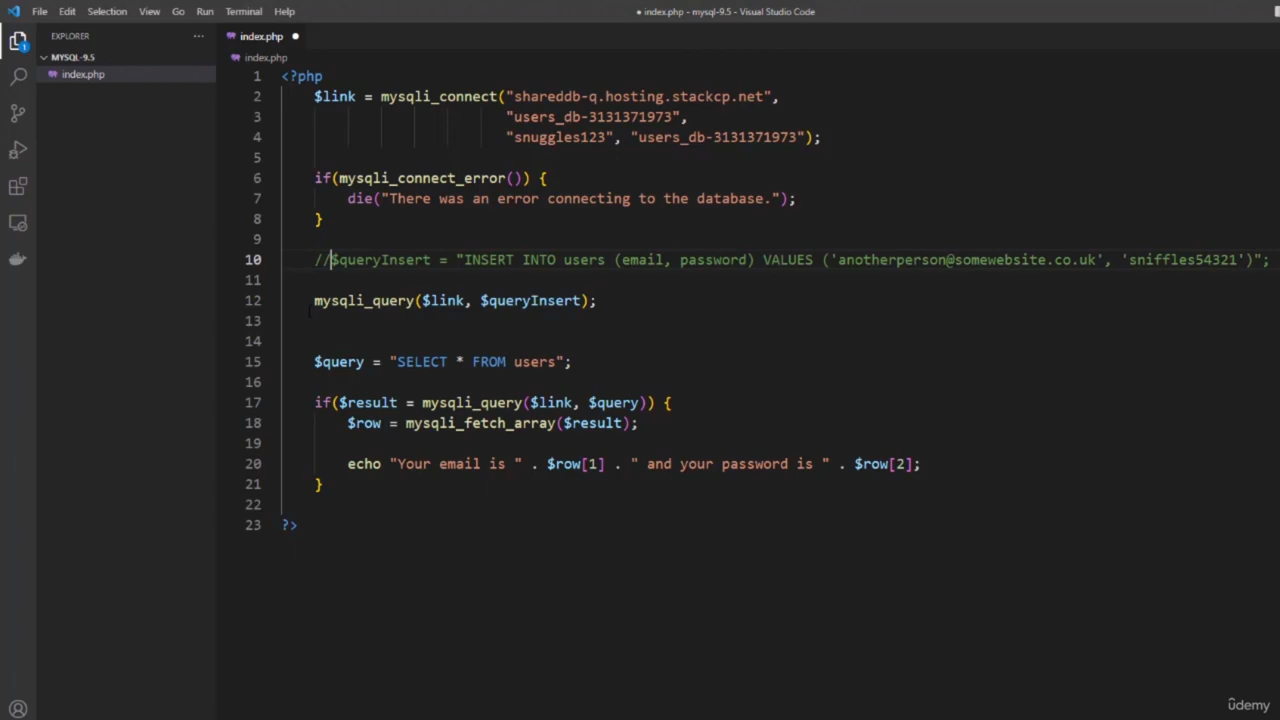 File Edit Selection View Go Run Terminal Help
● index.php - mysql-9.5 - Visual Studio Code
EXPLORER ···
index.php ●
MYSQL-9.5
index.php
index.php
1
1 <?php
2 $link = mysqli_connect("shareddb-q.hosting.stackcp.net",
3 "users_db-3131371973",
4 "snuggles123", "users_db-3131371973");
5
6 if(mysqli_connect_error()) {
7 die("There was an error connecting to the database.");
8 }
9
10 //$queryInsert = "INSERT INTO users (email, password) VALUES ('anotherperson@somewebsite.co.uk', 'sniffles54321')";
11
12 mysqli_query($link, $queryInsert);
13
14
15 $query = "SELECT * FROM users";
16
17 if($result = mysqli_query($link, $query)) {
18 $row = mysqli_fetch_array($result);
19
20 echo "Your email is " . $row[1] . " and your password is " . $row[2];
21 }
22
23 ?>
ûdemy